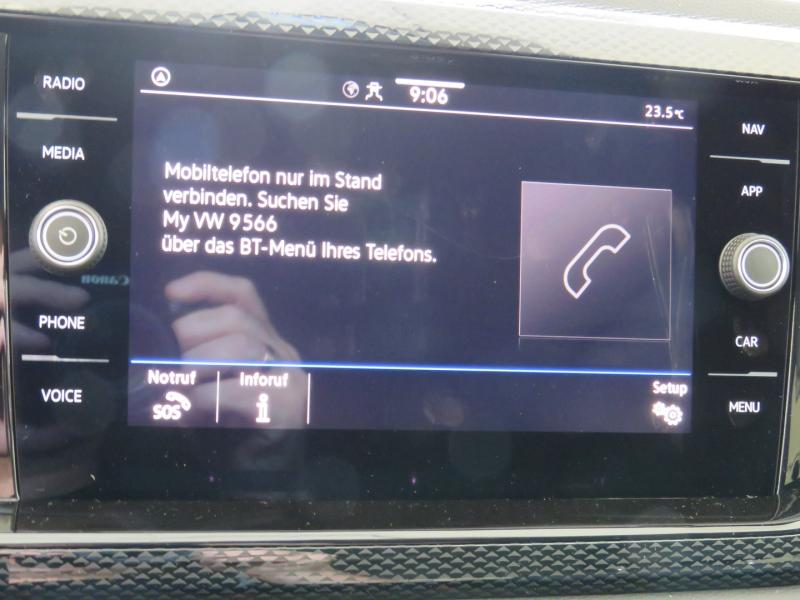 RADIO
MEDIA
PHONE
VOICE
9:06
23.5°C
Mobiltelefon nur im Stand
verbinden. Suchen Sie
My VW 9566
über das BT-Menü Ihres Telefons.
Notruf
SOS
Inforuf
i
Setup
NAV
APP
CAR
MENU
Canon